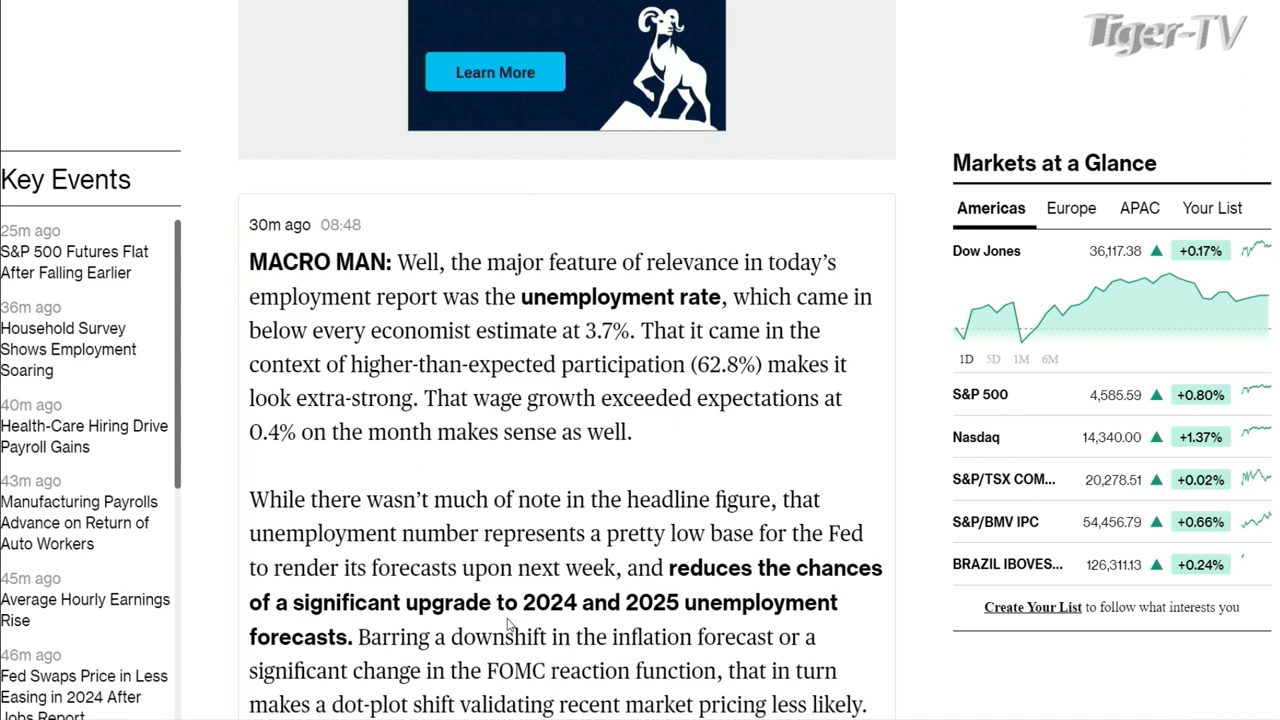 Tiger-TV
Learn More
Key Events
25m ago
S&P 500 Futures Flat
After Falling Earlier
36m ago
Household Survey
Shows Employment
Soaring
40m ago
Health-Care Hiring Drive
Payroll Gains
43m ago
Manufacturing Payrolls
Advance on Return of
Auto Workers
45m ago
Average Hourly Earnings
Rise
46m ago
Fed Swaps Price in Less
Easing in 2024 After
Jobs Report
30m ago 08:48
MACRO MAN: Well, the major feature of relevance in today’s
employment report was the unemployment rate, which came in
below every economist estimate at 3.7%. That it came in the
context of higher-than-expected participation (62.8%) makes it
look extra-strong. That wage growth exceeded expectations at
0.4% on the month makes sense as well.
While there wasn’t much of note in the headline figure, that
unemployment number represents a pretty low base for the Fed
to render its forecasts upon next week, and reduces the chances
of a significant upgrade to 2024 and 2025 unemployment
forecasts. Barring a downshift in the inflation forecast or a
significant change in the FOMC reaction function, that in turn
makes a dot-plot shift validating recent market pricing less likely.
Markets at a Glance
Americas Europe APAC Your List
Dow Jones 36,117.38 +0.17%
1D 5D 1M 6M
S&P 500 4,585.59 +0.80%
Nasdaq 14,340.00 +1.37%
S&P/TSX COM... 20,278.51 +0.02%
S&P/BMV IPC 54,456.79 +0.66%
BRAZIL IBOVES... 126,311.13 +0.24%
Create Your List to follow what interests you